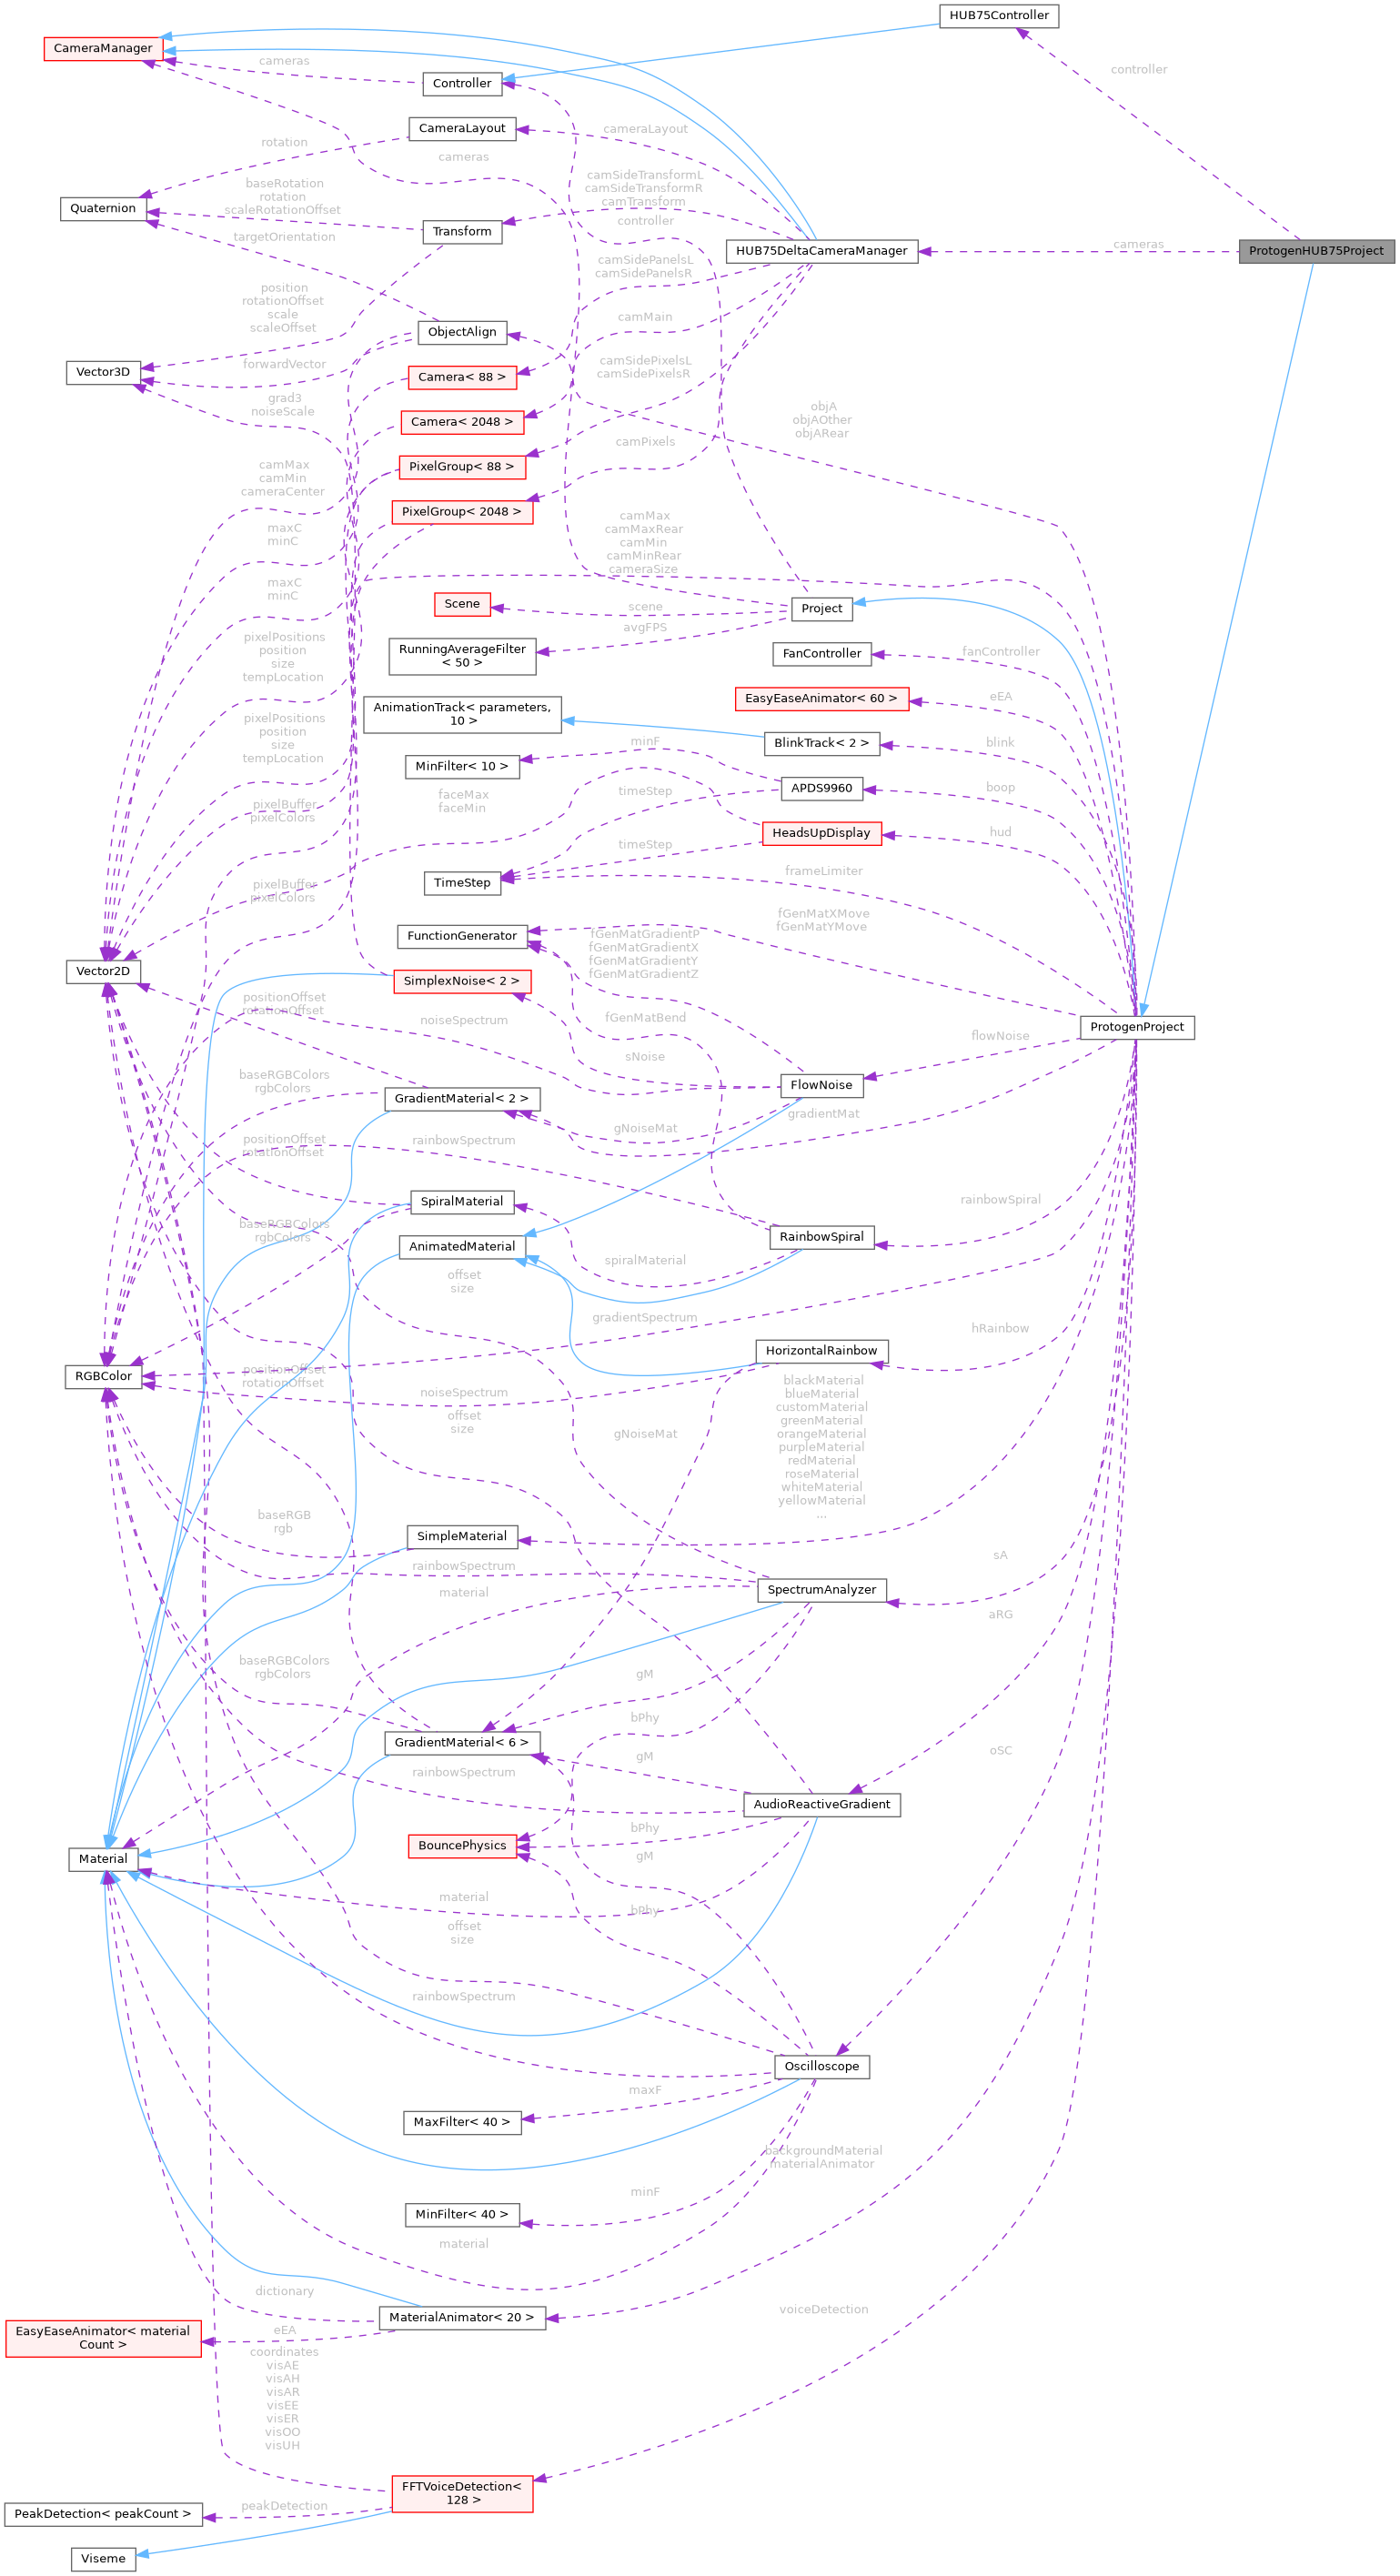 HUB75Controller
CameraManager
cameras
Controller
controller
CameraLayout
cameraLayout
rotation
cameras
camSideTransformL
camSideTransformR
camTransform
baseRotation
rotation
scaleRotationOffset
Quaternion
Transform
controller
targetOrientation
HUB75DeltaCameraManager
cameras
ProtogenHUB75Project
camSidePanelsL
camSidePanelsR
position
rotationOffset
scale
scaleOffset
camMain
ObjectAlign
forwardVector
Vector3D
camSidePixelsL
camSidePixelsR
Camera< 88 >
grad3
noiseScale
objA
objAOther
objARear
Camera< 2048 >
camPixels
camMax
camMin
cameraCenter
PixelGroup< 88 >
PixelGroup< 2048 >
maxC
minC
camMax
camMaxRear
camMin
camMinRear
cameraSize
maxC
minC
Scene
scene
Project
avgFPS
RunningAverageFilter
< 50 >
FanController
fanController
pixelPositions
position
size
tempLocation
EasyEaseAnimator< 60 >
eEA
AnimationTrack< parameters,
10 >
BlinkTrack< 2 >
blink
pixelPositions
position
size
tempLocation
minF
MinFilter< 10 >
APDS9960
boop
timeStep
faceMax
faceMin
pixelBuffer
pixelColors
HeadsUpDisplay
hud
timeStep
TimeStep
frameLimiter
pixelBuffer
pixelColors
fGenMatXMove
fGenMatYMove
FunctionGenerator
fGenMatGradientP
fGenMatGradientX
fGenMatGradientY
fGenMatGradientZ
Vector2D
SimplexNoise< 2 >
positionOffset
rotationOffset
noiseSpectrum
fGenMatBend
ProtogenProject
flowNoise
sNoise
FlowNoise
baseRGBColors
rgbColors
GradientMaterial< 2 >
gNoiseMat
gradientMat
positionOffset
rotationOffset
rainbowSpectrum
SpiralMaterial
rainbowSpiral
RainbowSpiral
baseRGBColors
rgbColors
AnimatedMaterial
spiralMaterial
offset
size
gradientSpectrum
hRainbow
HorizontalRainbow
RGBColor
positionOffset
rotationOffset
noiseSpectrum
offset
size
gNoiseMat
blackMaterial
blueMaterial
customMaterial
greenMaterial
orangeMaterial
purpleMaterial
redMaterial
roseMaterial
whiteMaterial
yellowMaterial
...
baseRGB
rgb
SimpleMaterial
sA
rainbowSpectrum
material
SpectrumAnalyzer
aRG
baseRGBColors
rgbColors
gM
bPhy
GradientMaterial< 6 >
gM
oSC
rainbowSpectrum
AudioReactiveGradient
bPhy
BouncePhysics
gM
Material
material
bPhy
offset
size
rainbowSpectrum
Oscilloscope
maxF
MaxFilter< 40 >
backgroundMaterial
materialAnimator
minF
MinFilter< 40 >
material
dictionary
MaterialAnimator< 20 >
voiceDetection
EasyEaseAnimator< material
Count >
eEA
coordinates
visAE
visAH
visAR
visEE
visER
visOO
visUH
FFTVoiceDetection<
128 >
PeakDetection< peakCount >
peakDetection
Viseme